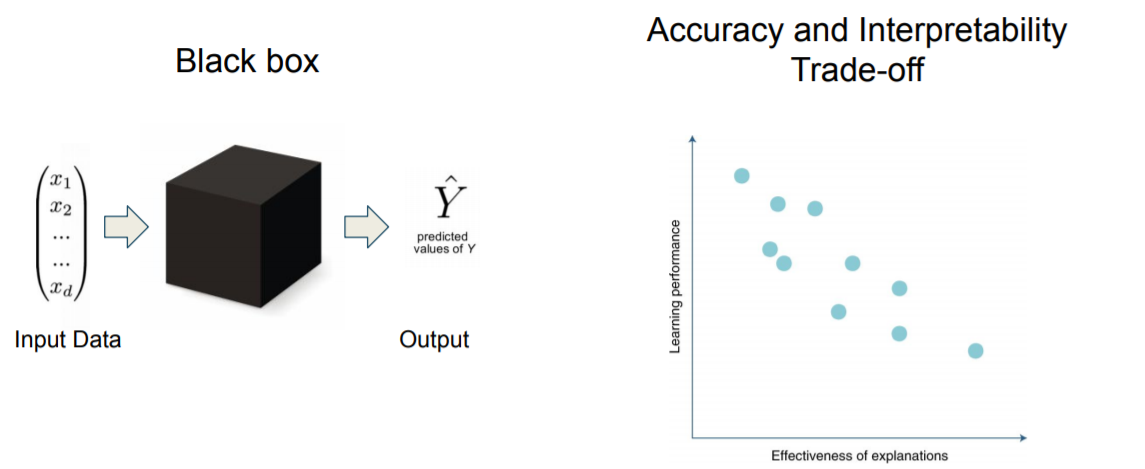 Black box
x1
x2
...
...
xd
Ŷ
predicted
values of Y
Input Data
Output
Accuracy and Interpretability
Trade-off
Learning performance
Effectiveness of explanations